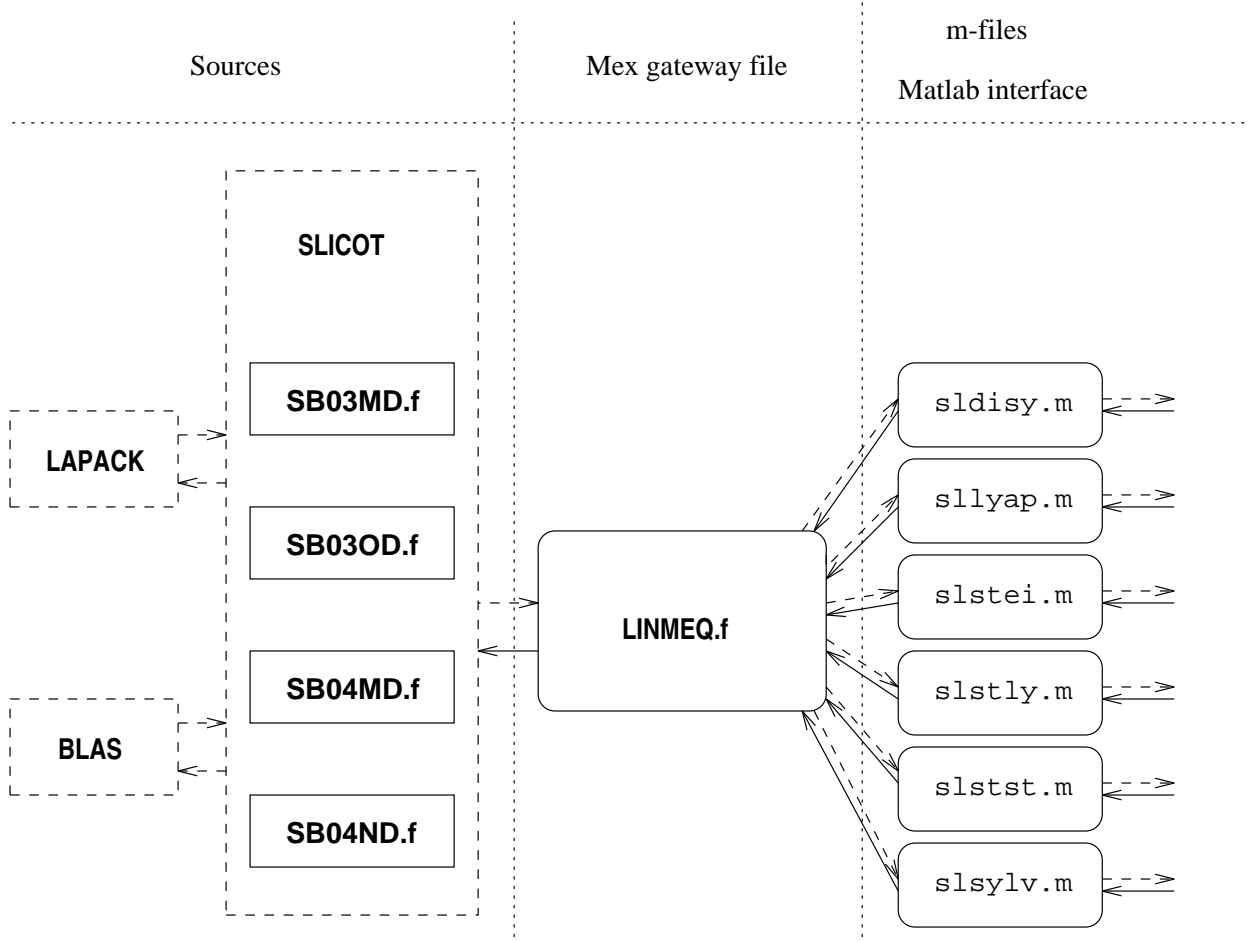 Sources
Mex gateway file
m-files
Matlab interface
SLICOT
SB03MD.f
LAPACK
SB03OD.f
SB04MD.f
BLAS
SB04ND.f
LINMEQ.f
sldisy.m
sllyap.m
slstei.m
slstly.m
slstst.m
slsylv.m